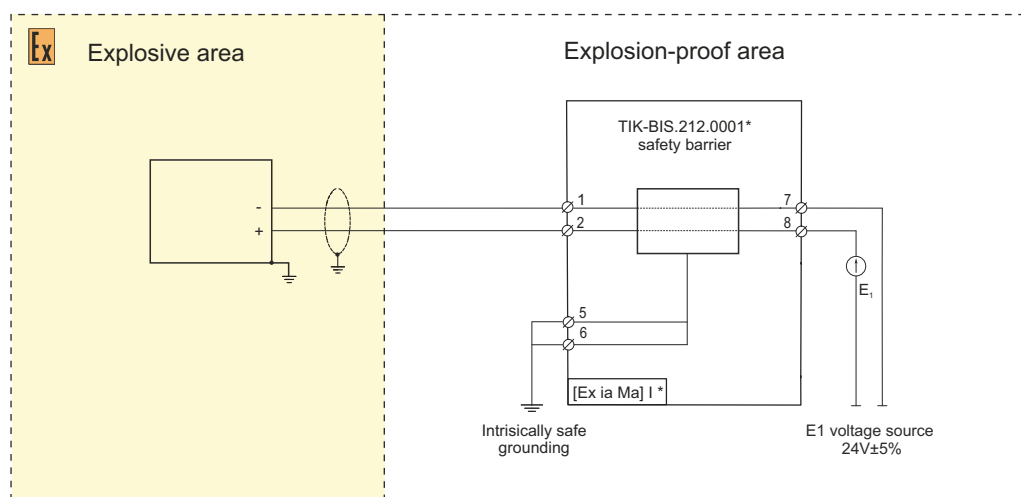 Ex
Explosive area
Explosion-proof area
TIK-BIS.212.0001*
safety barrier
-
+
1
2
7
8
E1
5
6
[Ex ia Ma] I *
Intrisically safe
grounding
E1 voltage source
24V±5%